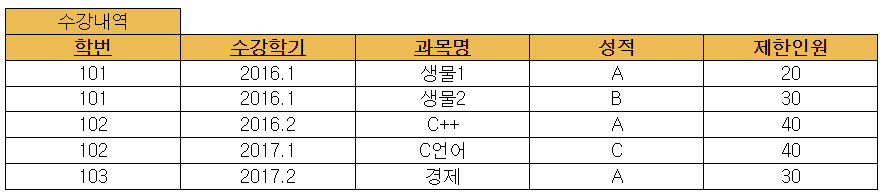 수강내역
학번 수강학기 과목명 성적 제한인원
101 2016.1 생물1 A 20
101 2016.1 생물2 B 30
102 2016.2 C++ A 40
102 2017.1 C언어 C 40
103 2017.2 경제 A 30